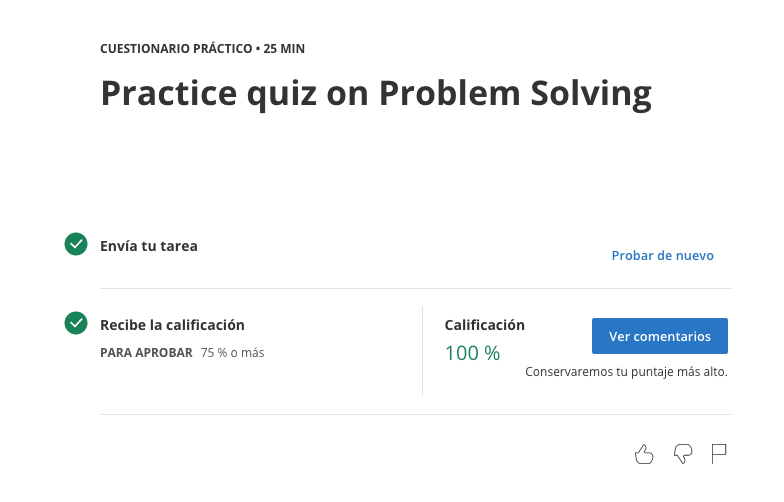 CUESTIONARIO PRÁCTICO • 25 MIN
Practice quiz on Problem Solving
Envía tu tarea
Probar de nuevo
Recibe la calificación
PARA APROBAR 75 % o más
Calificación
100 %
Ver comentarios
Conservaremos tu puntaje más alto.